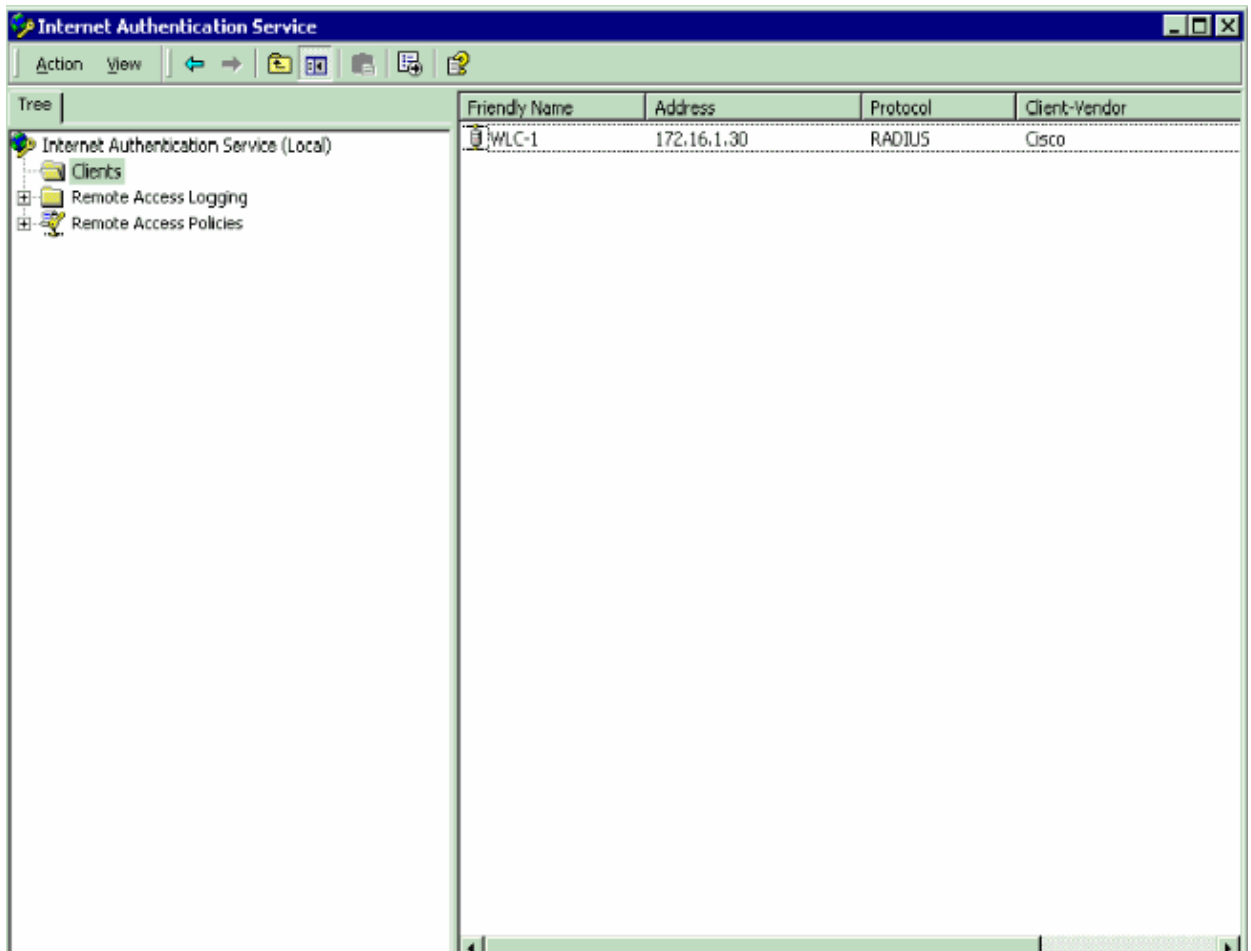 Internet Authentication Service
Action View
Tree
Internet Authentication Service (Local)
Clients
Remote Access Logging
Remote Access Policies
Friendly Name Address Protocol Client-Vendor
WLC-1 172.16.1.30 RADIUS Cisco